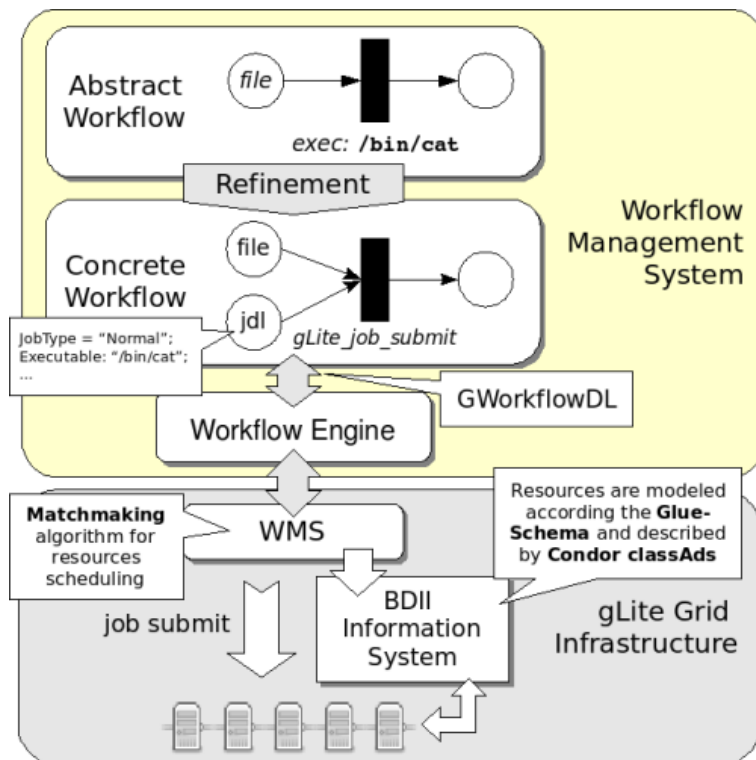 Abstract
Workflow
file
exec: /bin/cat
Refinement
Workflow
Management
System
Concrete
Workflow
file
jdl
gLite_job_submit
JobType = “Normal”;
Executable: “/bin/cat”;
...
GWorkflowDL
Workflow Engine
Matchmaking
algorithm for
resources
scheduling
WMS
Resources are modeled
according the Glue-
Schema and described
by Condor classAds
job submit
BDII
Information
System
gLite Grid
Infrastructure